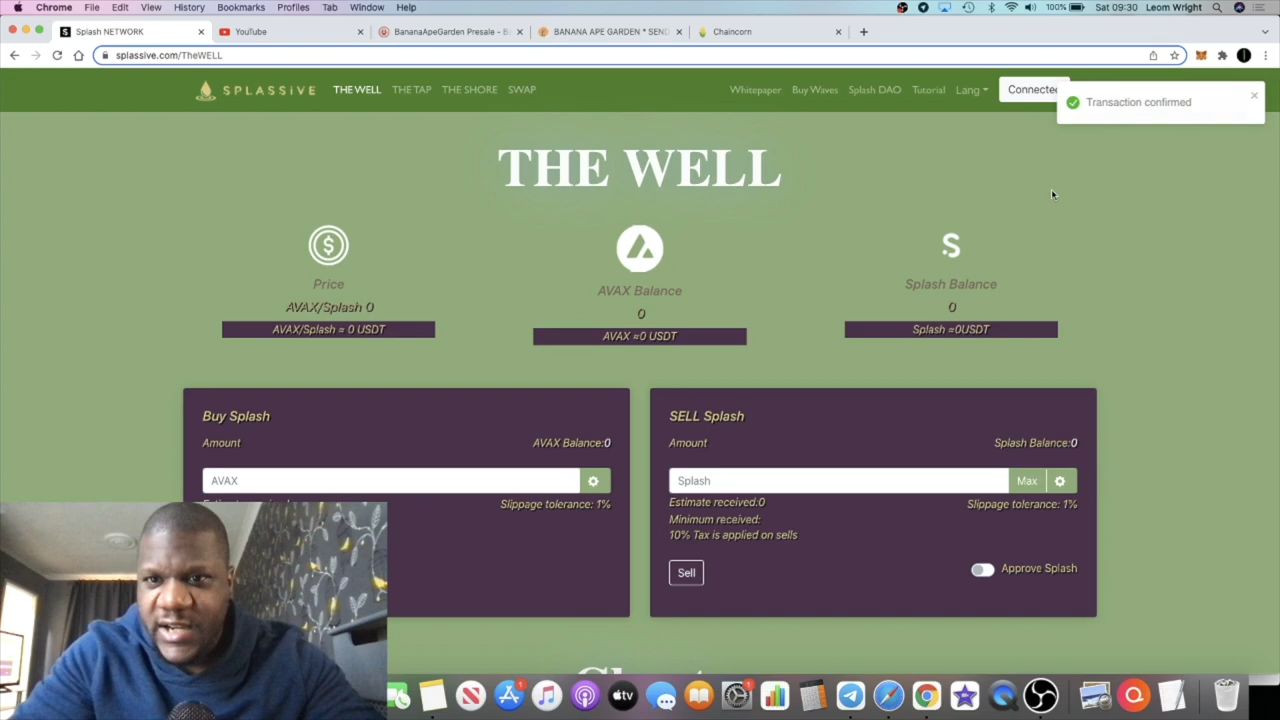 Chrome File Edit View History Bookmarks Profiles Tab Window Help 100% Sat 09:30 Leom Wright
Splash NETWORK YouTube BananaApeGarden Presale - B BANANA APE GARDEN * SEND Chaincorn
splassive.com/TheWELL
SPLASSIVE THE WELL THE TAP THE SHORE SWAP Whitepaper Buy Waves Splash DAO Tutorial Lang Connected
Transaction confirmed
THE WELL
Price AVAX Balance Splash Balance
AVAX/Splash 0 0 0
AVAX/Splash ≈ 0 USDT AVAX ≈0 USDT Splash ≈0USDT
Buy Splash
Amount AVAX Balance:0
AVAX
Slippage tolerance: 1%
SELL Splash
Amount Splash Balance:0
Splash Max
Estimate received:0 Slippage tolerance: 1%
Minimum received:
10% Tax is applied on sells
Sell Approve Splash
tv